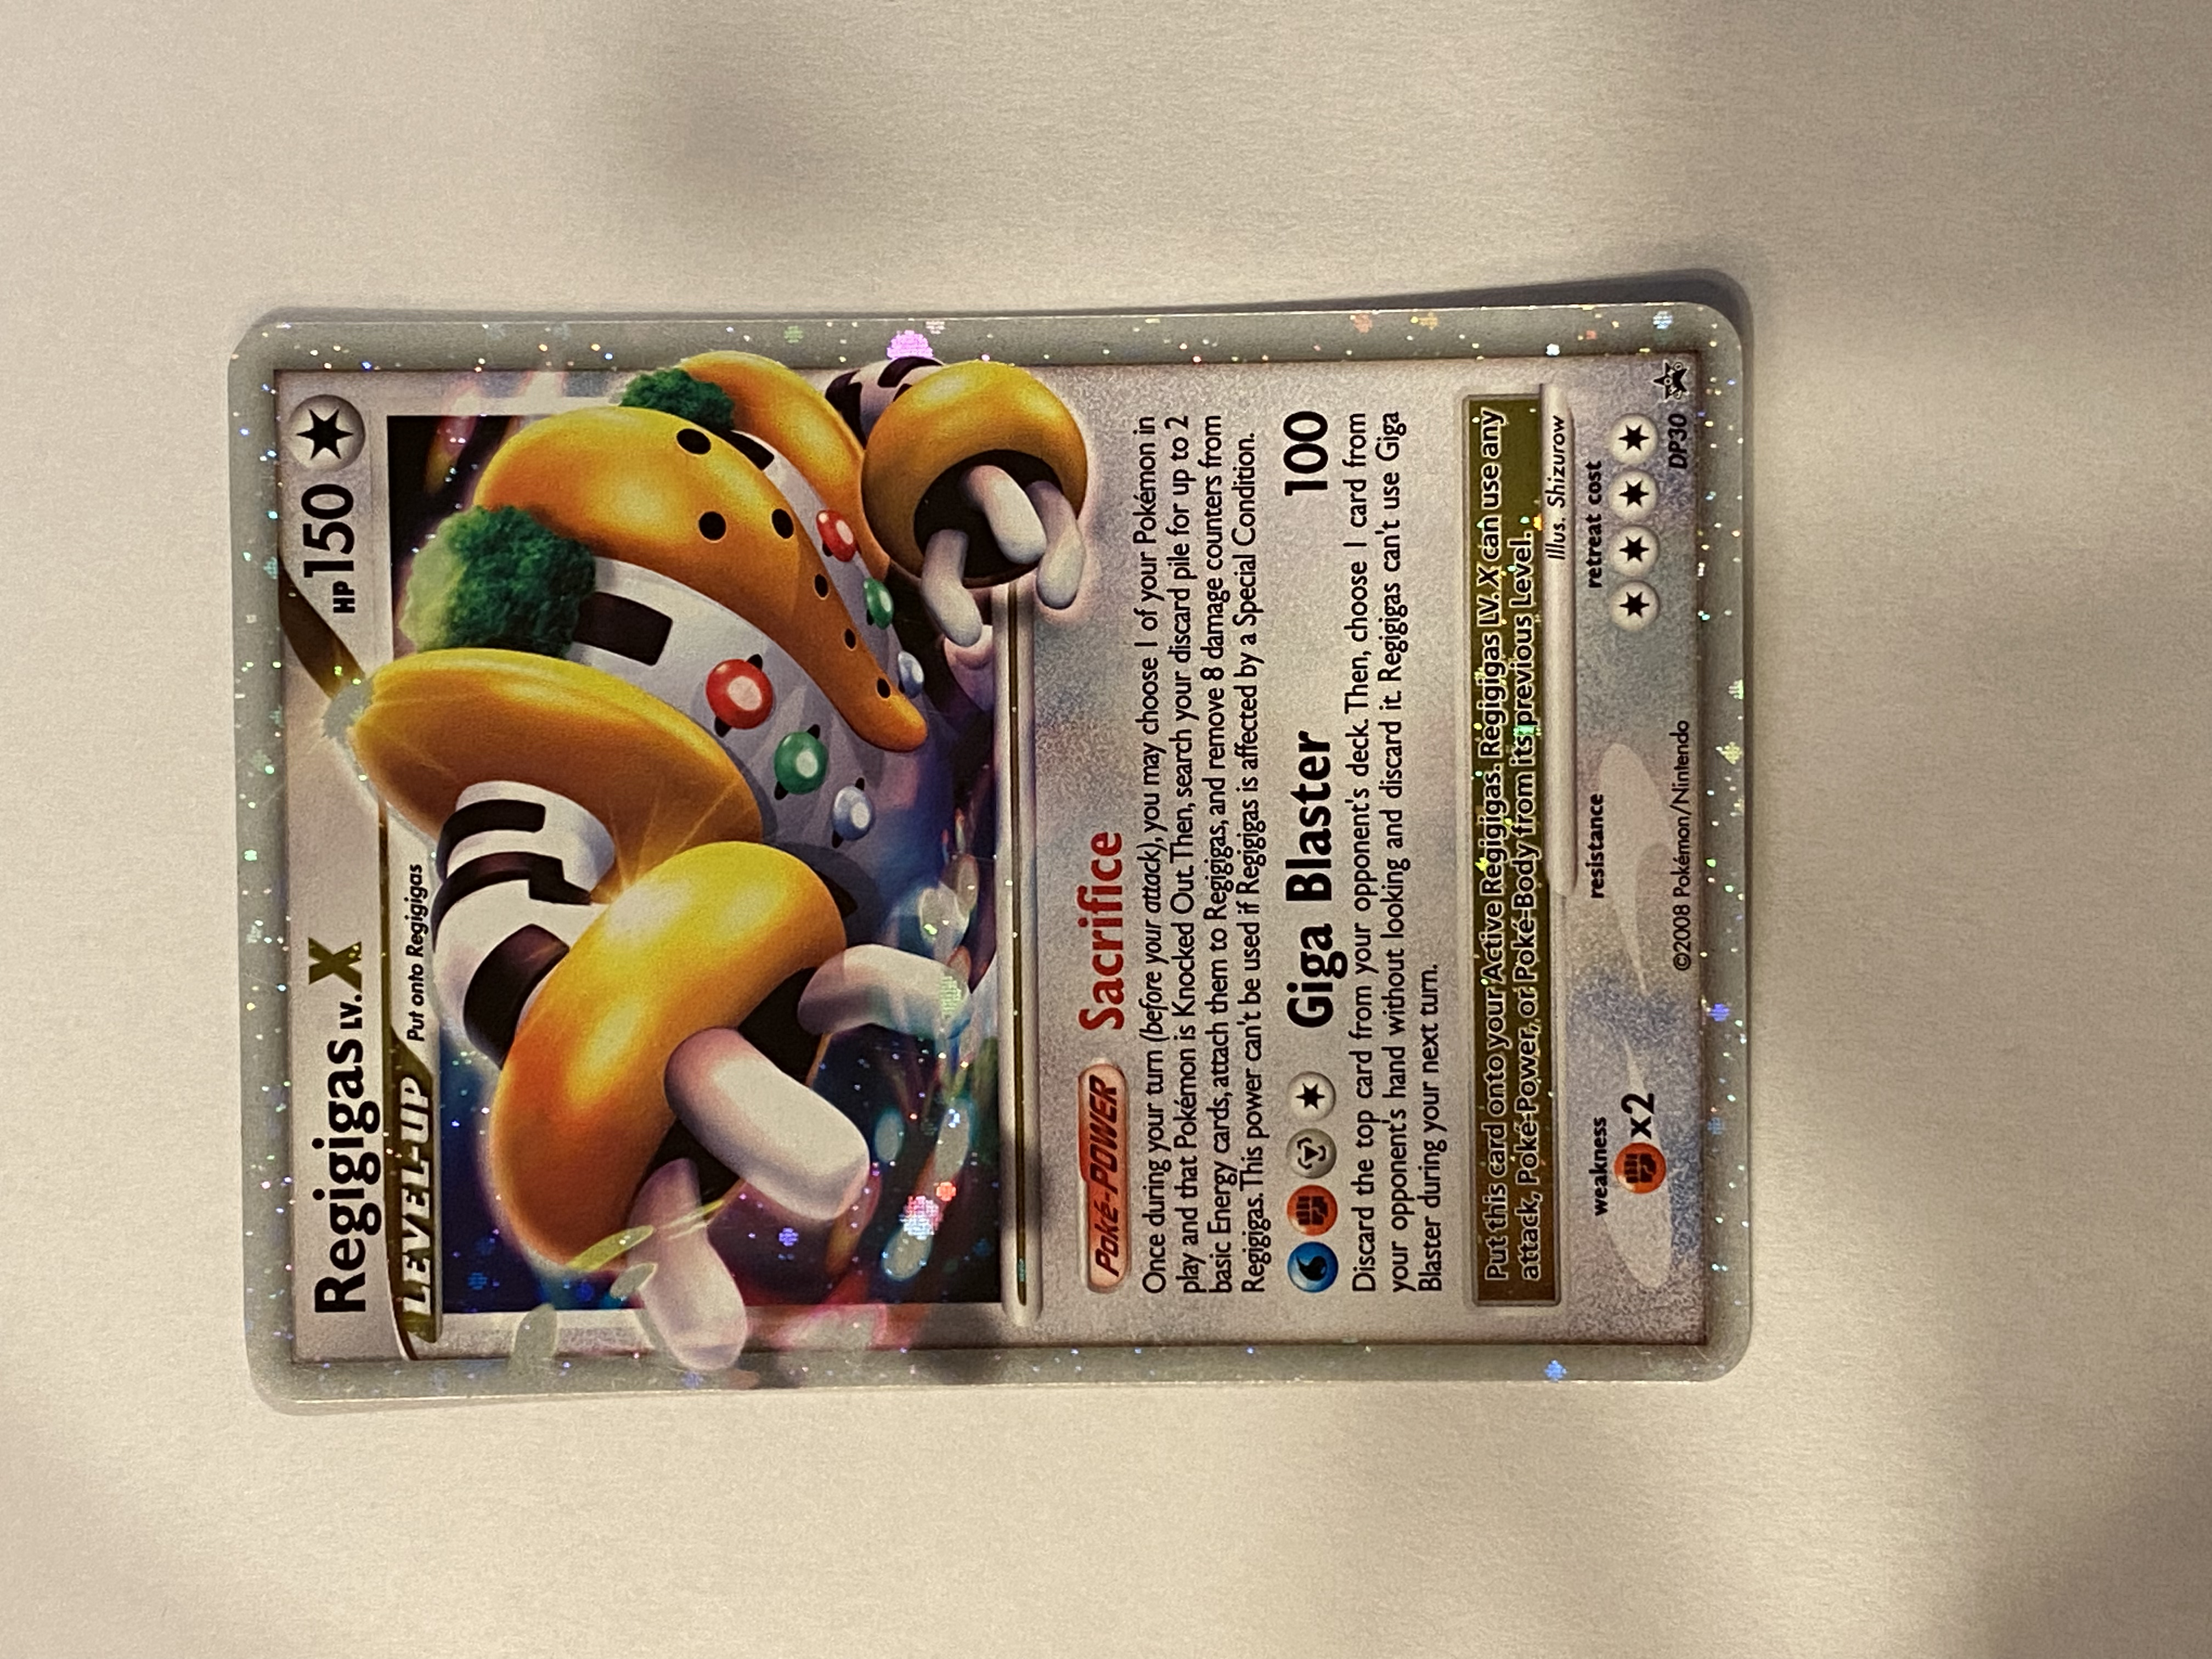 Regigigas LV.X
HP 150
LEVEL-UP Put onto Regigigas
Poké-POWER Sacrifice
Once during your turn (before your attack), you may choose 1 of your Pokémon in
play and that Pokémon is Knocked Out. Then, search your discard pile for up to 2
basic Energy cards, attach them to Regigigas, and remove 8 damage counters from
Regigigas. This power can't be used if Regigigas is affected by a Special Condition.
Giga Blaster 100
Discard the top card from your opponent's deck. Then, choose 1 card from
your opponent's hand without looking and discard it. Regigigas can't use Giga
Blaster during your next turn.
Put this card onto your Active Regigigas. Regigigas LV. X can use any
attack, Poké-Power, or Poké-Body from its previous Level.
Illus. Shizurow
weakness resistance retreat cost
x2
©2008 Pokémon/Nintendo DP30